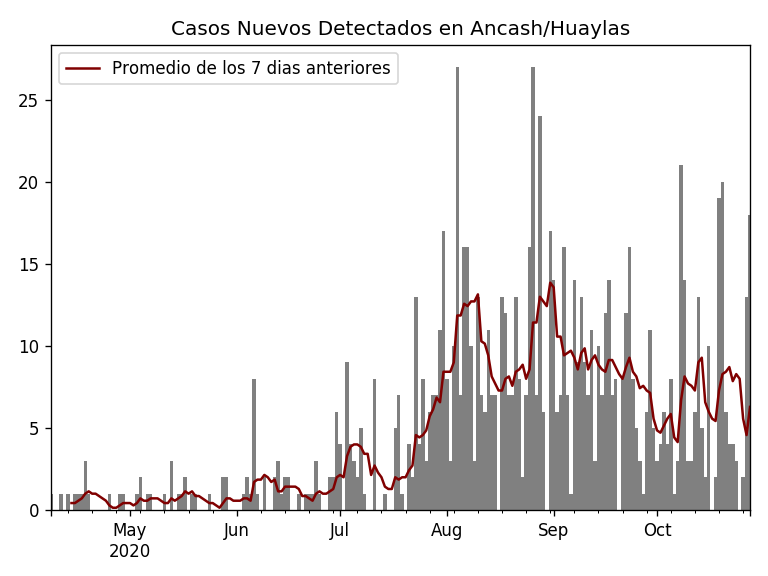 Casos Nuevos Detectados en Ancash/Huaylas
Promedio de los 7 dias anteriores
25
20
15
10
5
0
May Jun Jul Aug Sep Oct
2020